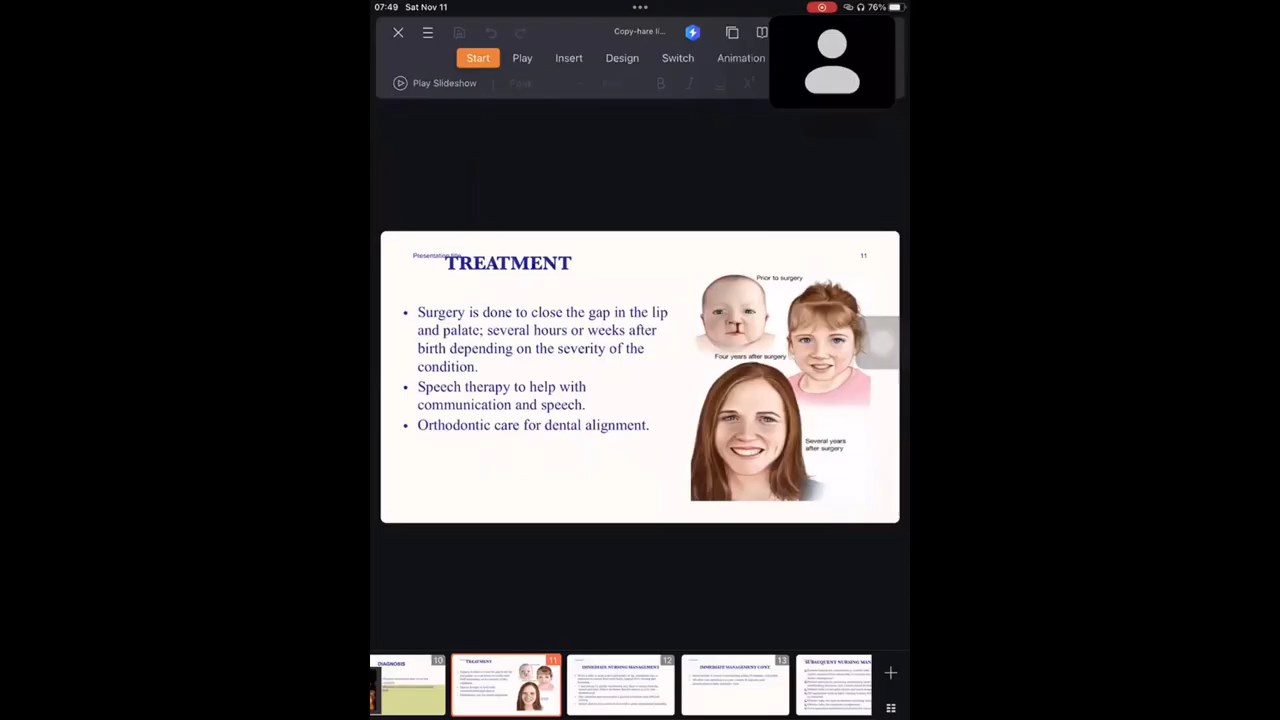 07:49 Sat Nov 11
76%
Copy-hare li...
Start Play Insert Design Switch Animation
Play Slideshow
Font
B I
Presentation title
11
TREATMENT
• Surgery is done to close the gap in the lip
and palate; several hours or weeks after
birth depending on the severity of the
condition.
• Speech therapy to help with
communication and speech.
• Orthodontic care for dental alignment.
Prior to surgery
Four years after surgery
Several years
after surgery
10
DIAGNOSIS
11
TREATMENT
12
IMMEDIATE NURSING MANAGEMENT
13
IMMEDIATE MANAGEMENT CONT.
SUBSEQUENT NURSING MAN